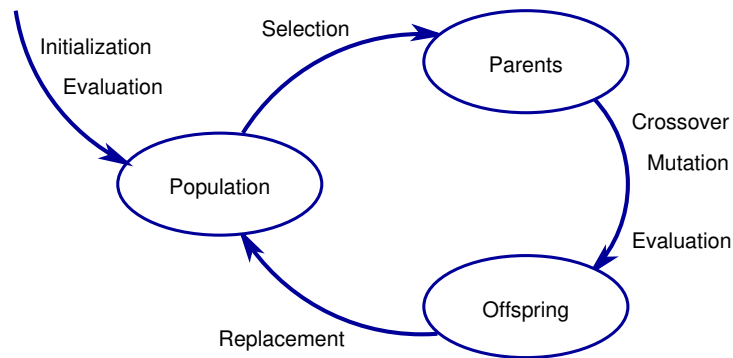 Initialization
Evaluation
Selection
Parents
Crossover
Mutation
Evaluation
Population
Offspring
Replacement